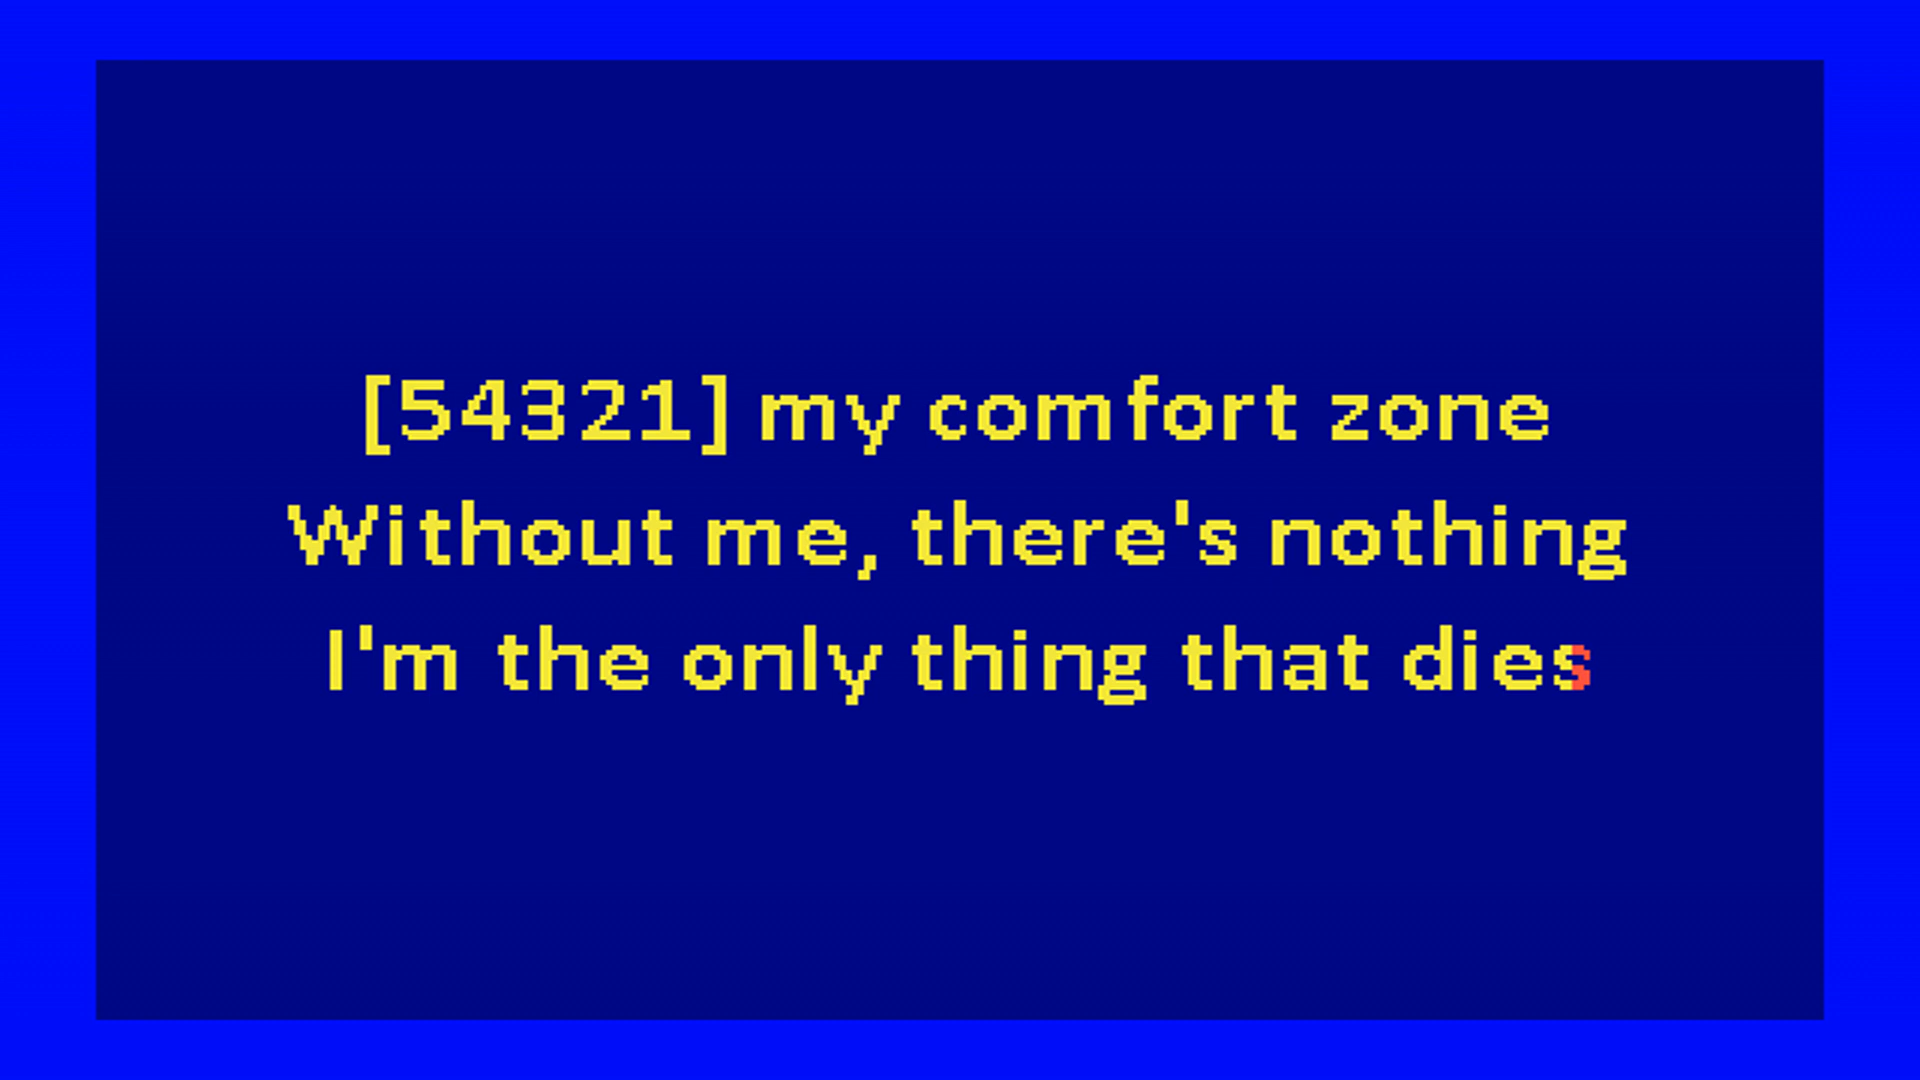 [54321] my comfort zone
Without me, there's nothing
I'm the only thing that dies